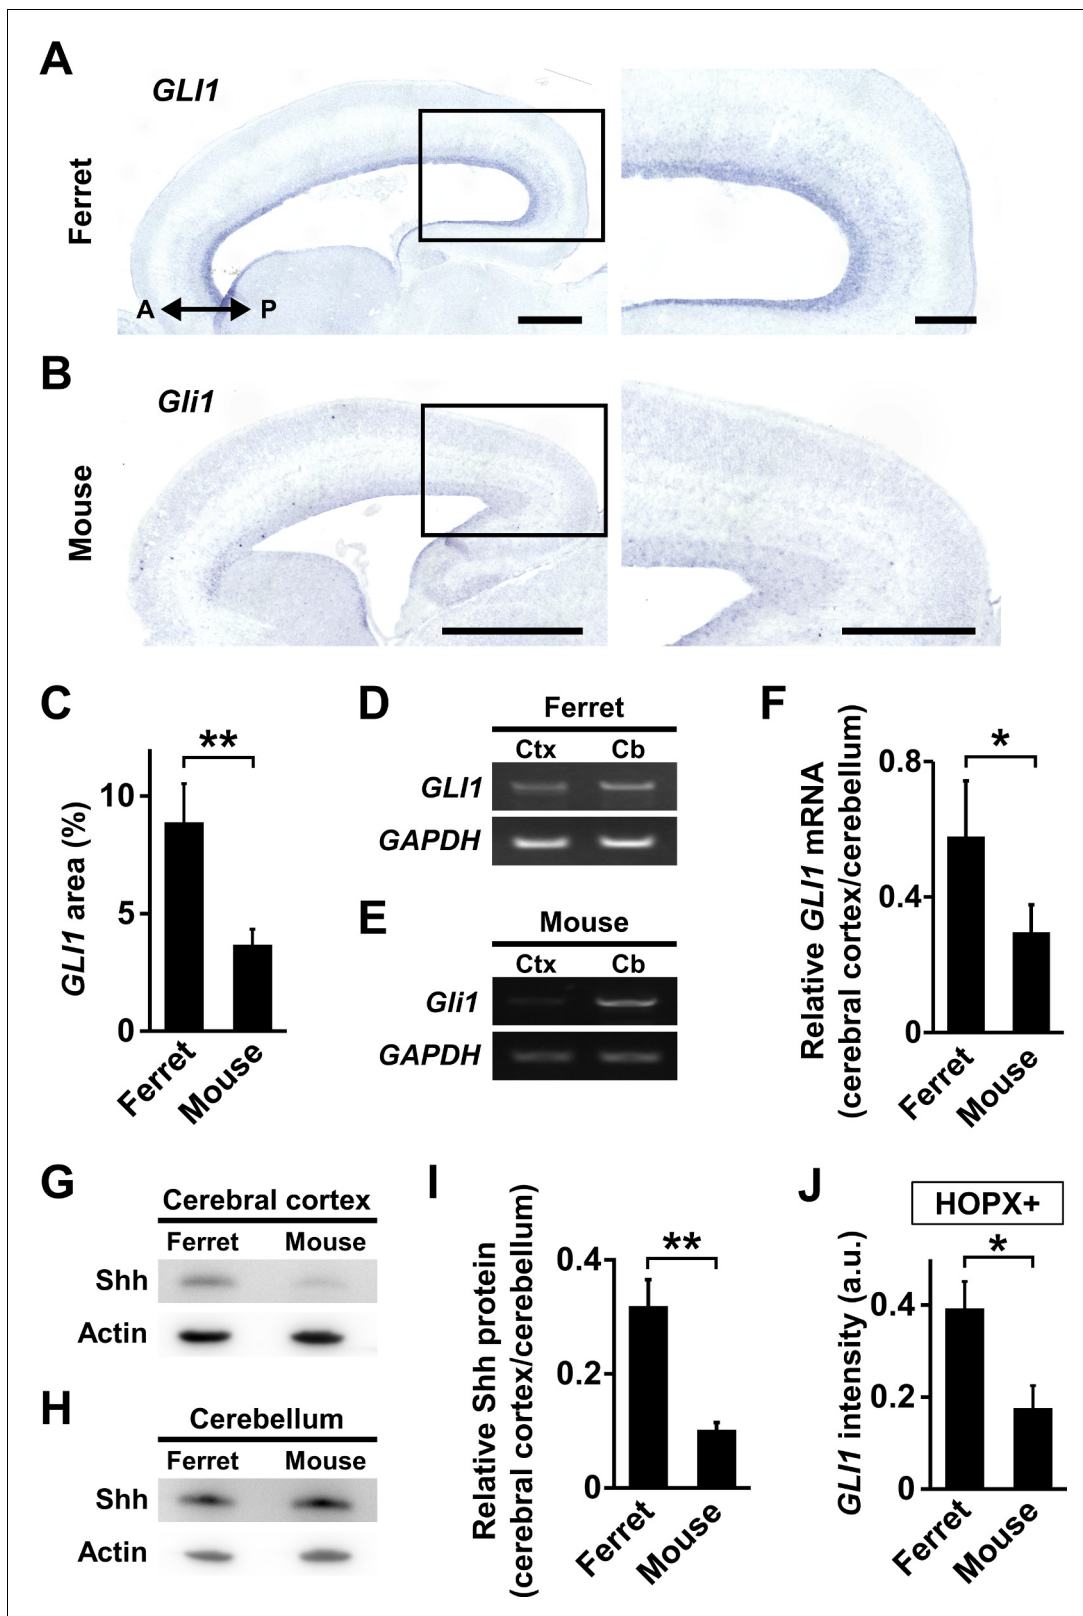 A
GLI1
Ferret
A P
B
Gli1
Mouse
C
**
GLI1 area (%)
10
5
0
Ferret
Mouse
D
Ferret
Ctx Cb
GLI1
GAPDH
E
Mouse
Ctx Cb
Gli1
GAPDH
F
*
Relative GLI1 mRNA
(cerebral cortex/cerebellum)
0.8
0.4
0
Ferret
Mouse
G
Cerebral cortex
Ferret Mouse
Shh
Actin
H
Cerebellum
Ferret Mouse
Shh
Actin
I
**
Relative Shh protein
(cerebral cortex/cerebellum)
0.4
0.2
0
Ferret
Mouse
J
HOPX+
*
GLI1 intensity (a.u.)
0.4
0.2
0
Ferret
Mouse